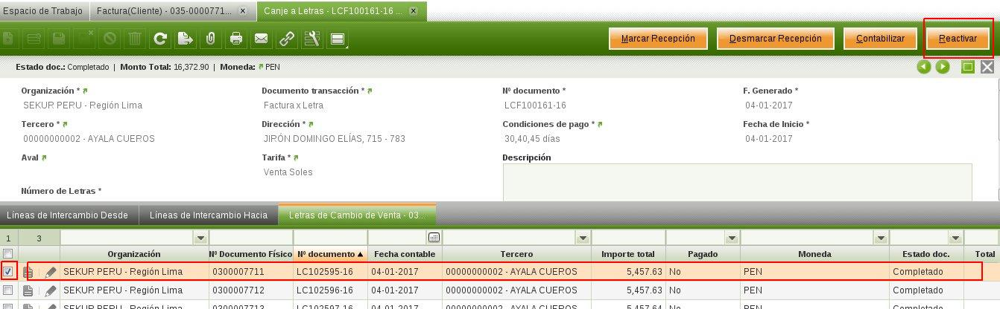 Espacio de Trabajo Factura(Cliente) - 035-0000771... Canje a Letras - LCF100161-16 ...
Marcar Recepción Desmarcar Recepción Contabilizar Reactivar
Estado doc.: Completado | Monto Total: 16,372.90 | Moneda: PEN
Organización * Documento transacción * Nº documento * F. Generado *
SEKUR PERU - Región Lima Factura x Letra LCF100161-16 04-01-2017
Tercero * Dirección * Condiciones de pago * Fecha de Inicio *
00000000002 - AYALA CUEROS JIRÓN DOMINGO ELÍAS, 715 - 783 30,40,45 días 04-01-2017
Aval Tarifa * Descripción
Venta Soles
Número de Letras *
Líneas de Intercambio Desde Líneas de Intercambio Hacia Letras de Cambio de Venta - 03...
1 3
Organización Nº Documento Físico Nº documento Fecha contable Tercero Importe total Pagado Moneda Estado doc. Total
SEKUR PERU - Región Lima 0300007711 LC102595-16 04-01-2017 00000000002 - AYALA CUEROS 5,457.63 No PEN Completado
SEKUR PERU - Región Lima 0300007712 LC102596-16 04-01-2017 00000000002 - AYALA CUEROS 5,457.63 No PEN Completado
SEKUR PERU - Región Lima 0300007713 LC102597-16 04-01-2017 00000000002 - AYALA CUEROS 5,457.64 No PEN Completado